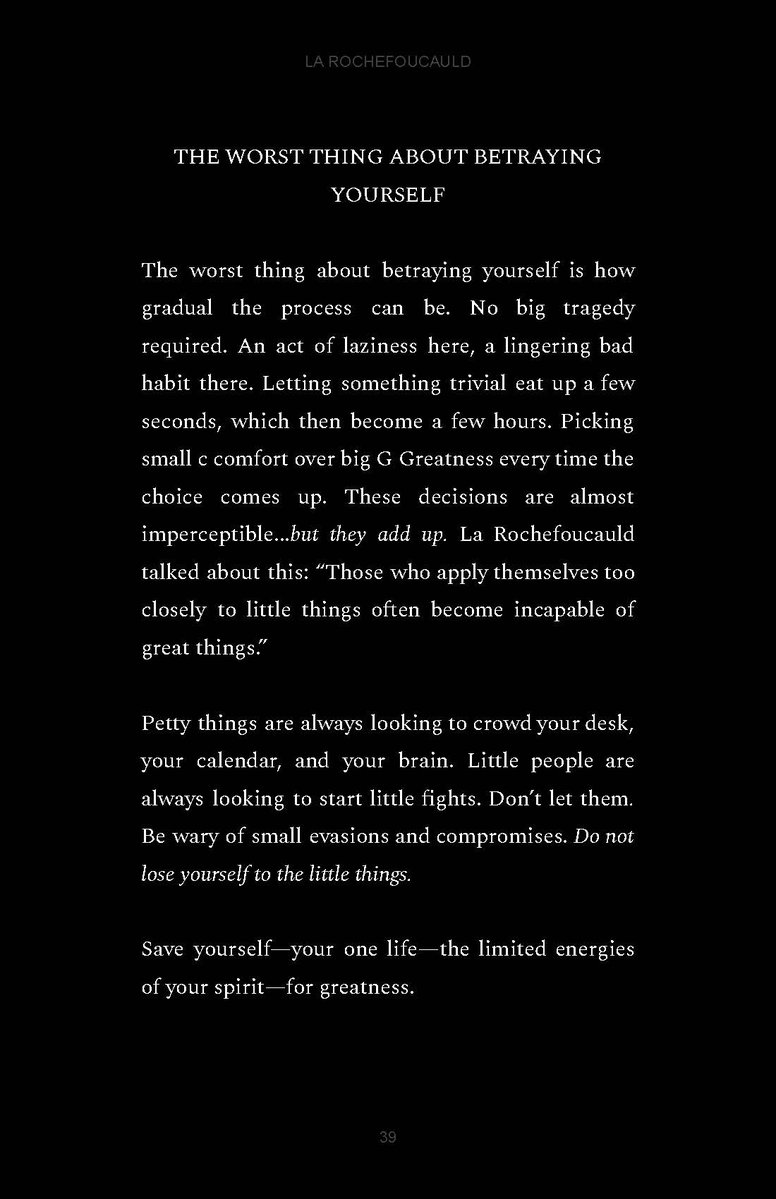 LA ROCHEFOUCAULD
THE WORST THING ABOUT BETRAYING
YOURSELF
The worst thing about betraying yourself is how
gradual the process can be. No big tragedy
required. An act of laziness here, a lingering bad
habit there. Letting something trivial eat up a few
seconds, which then become a few hours. Picking
small c comfort over big G Greatness every time the
choice comes up. These decisions are almost
imperceptible...but they add up. La Rochefoucauld
talked about this: “Those who apply themselves too
closely to little things often become incapable of
great things.”
Petty things are always looking to crowd your desk,
your calendar, and your brain. Little people are
always looking to start little fights. Don’t let them.
Be wary of small evasions and compromises. Do not
lose yourself to the little things.
Save yourself—your one life—the limited energies
of your spirit—for greatness.
39